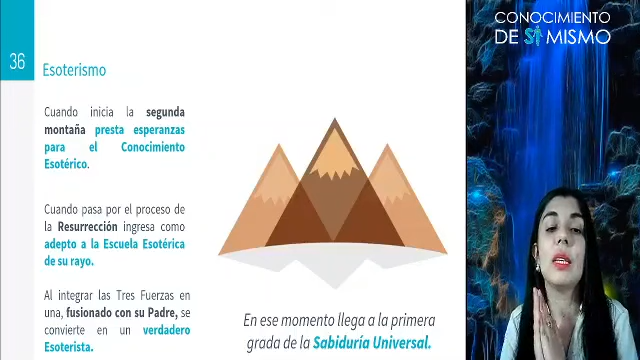 36
Esoterismo
Cuando inicia la segunda
montaña presta esperanzas
para el Conocimiento
Esotérico.
Cuando pasa por el proceso de
la Resurrección ingresa como
adepto a la Escuela Esotérica
de su rayo.
Al integrar las Tres Fuerzas en
una, fusionado con su Padre, se
convierte en un verdadero
Esoterista.
En ese momento llega a la primera
grada de la Sabiduría Universal.
CONOCIMIENTO
DE SÍ MISMO